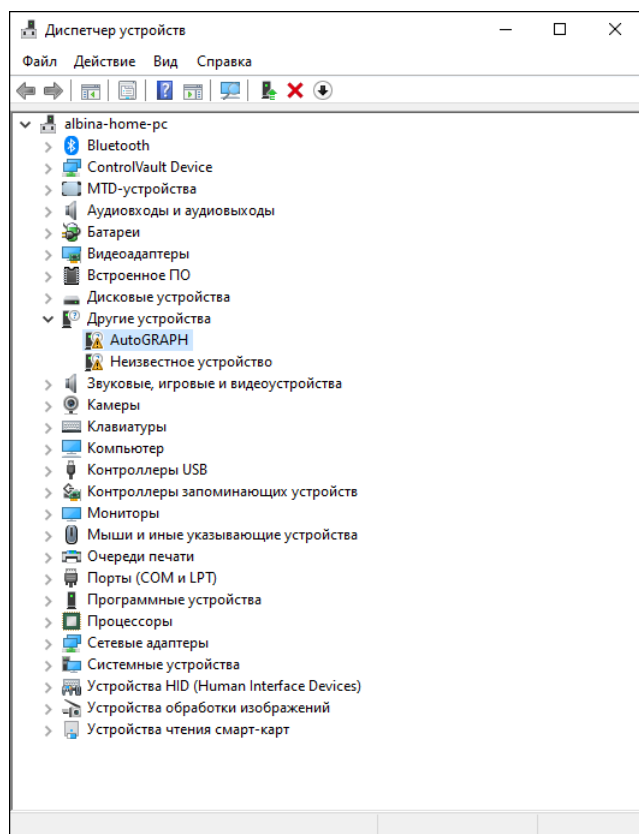 Диспетчер устройств
Файл Действие Вид Справка
albina-home-pc
Bluetooth
ControlVault Device
MTD-устройства
Аудиовходы и аудиовыходы
Батареи
Видеоадаптеры
Встроенное ПО
Дисковые устройства
Другие устройства
AutoGRAPH
Неизвестное устройство
Звуковые, игровые и видеоустройства
Камеры
Клавиатуры
Компьютер
Контроллеры USB
Контроллеры запоминающих устройств
Мониторы
Мыши и иные указывающие устройства
Очереди печати
Порты (COM и LPT)
Программные устройства
Процессоры
Сетевые адаптеры
Системные устройства
Устройства HID (Human Interface Devices)
Устройства обработки изображений
Устройства чтения смарт-карт